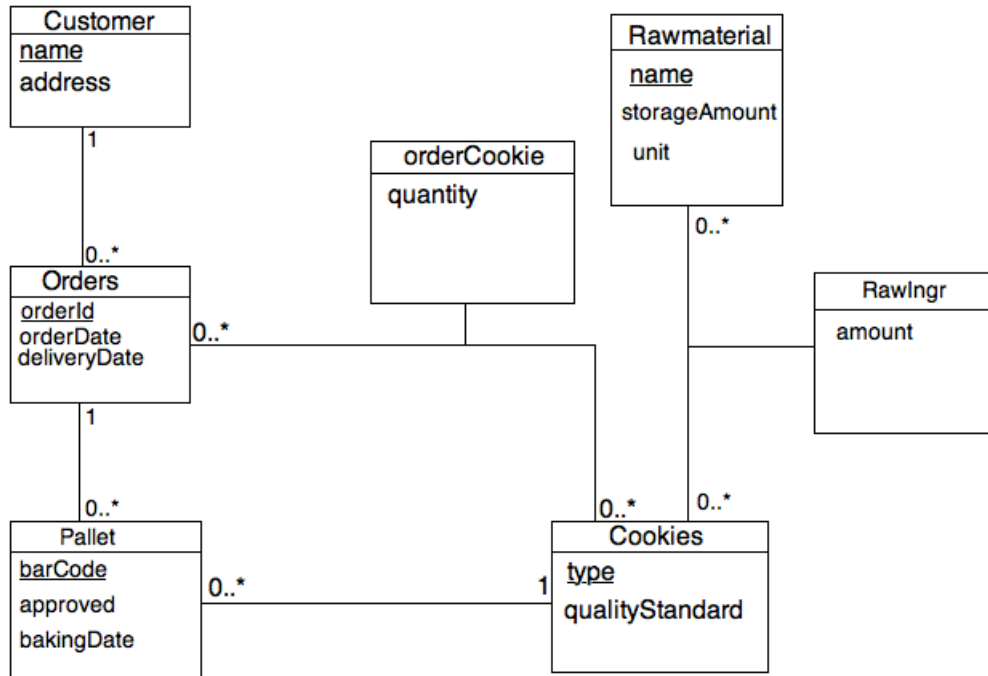 Customer
name
address
1
0..*
Orders
orderId
orderDate
deliveryDate
0..*
1
0..*
Pallet
barCode
approved
bakingDate
0..*
orderCookie
quantity
Rawmaterial
name
storageAmount
unit
0..*
RawIngr
amount
0..*
0..*
Cookies
1
type
qualityStandard